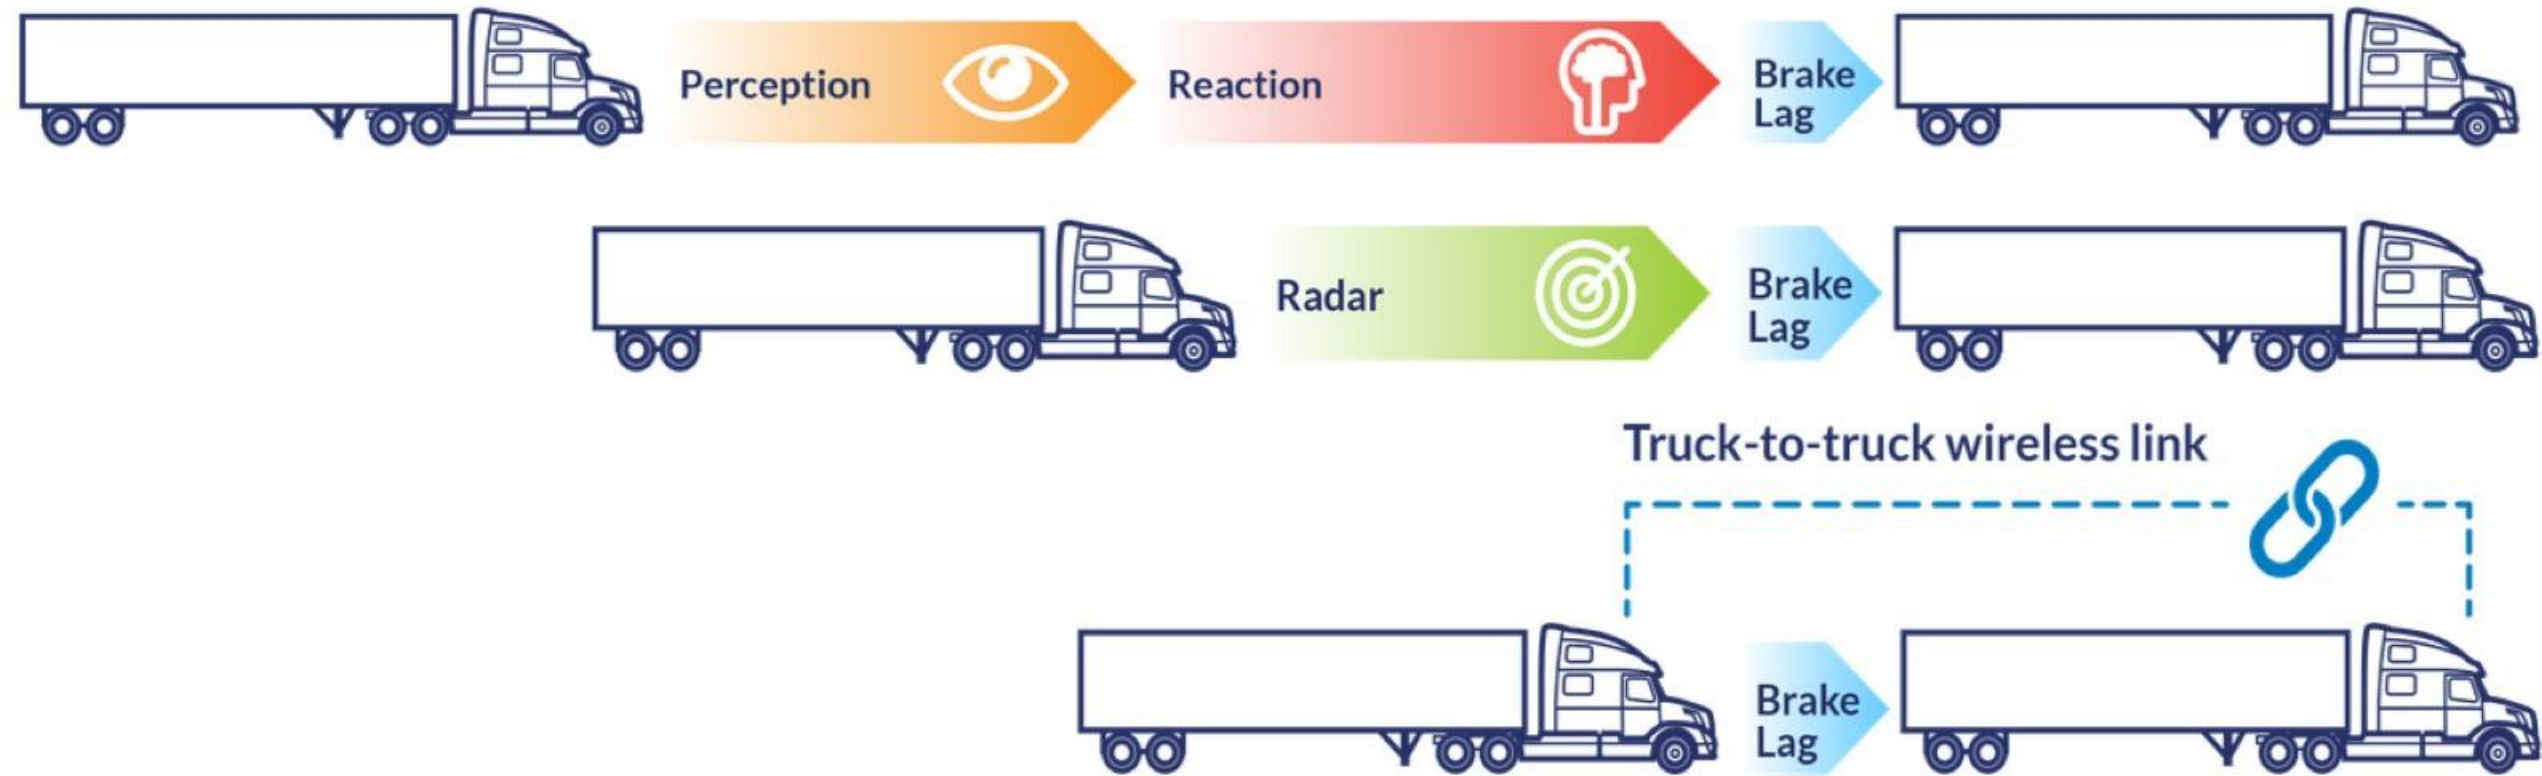 Perception
Reaction
Brake
Lag
Radar
Brake
Lag
Truck-to-truck wireless link
Brake
Lag